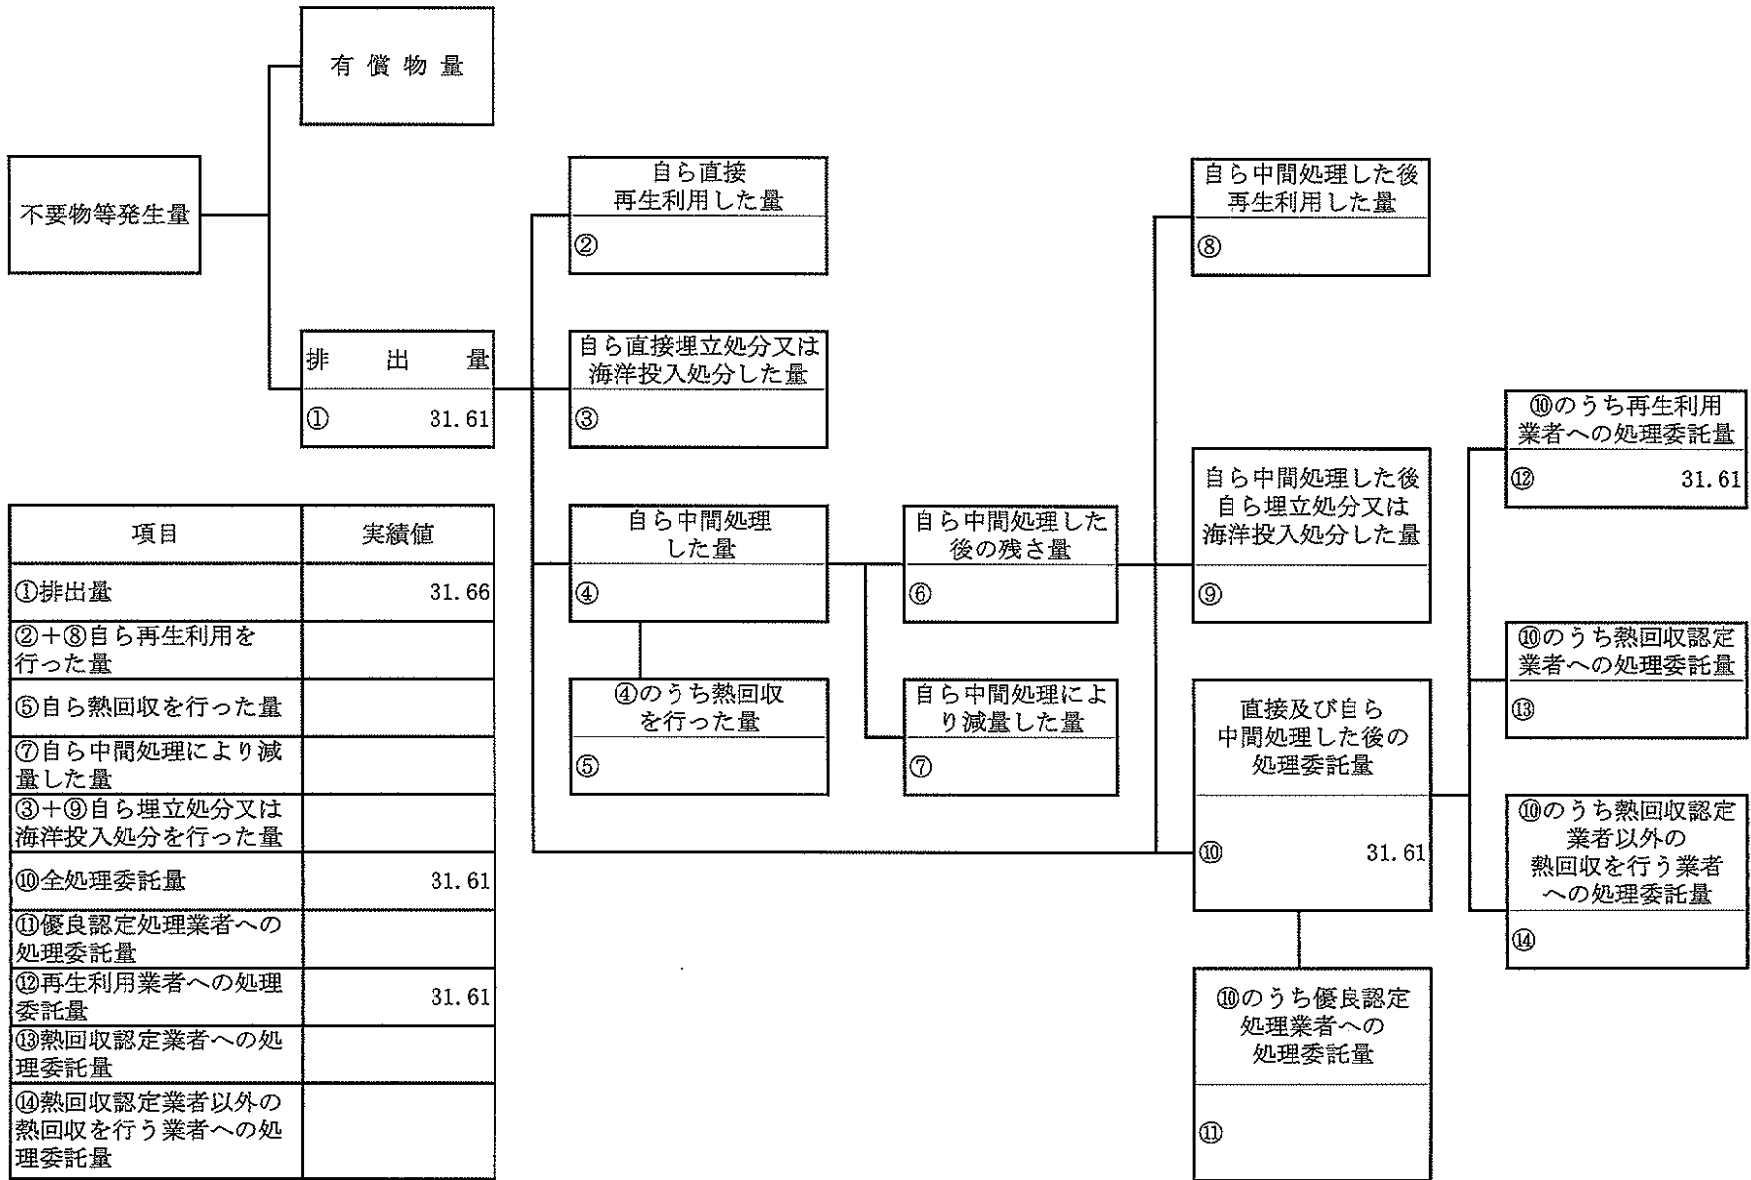 有 償 物 量
不要物等発生量
排 出 量
① 31.61
自ら直接
再生利用した量
②
自ら直接埋立処分又は
海洋投入処分した量
③
自ら中間処理
した量
④
④のうち熱回収
を行った量
⑤
自ら中間処理した
後の残さ量
⑥
自ら中間処理によ
り減量した量
⑦
自ら中間処理した後
再生利用した量
⑧
自ら中間処理した後
自ら埋立処分又は
海洋投入処分した量
⑨
直接及び自ら
中間処理した後の
処理委託量
⑩ 31.61
⑩のうち優良認定
処理業者への
処理委託量
⑪
⑩のうち再生利用
業者への処理委託量
⑫ 31.61
⑩のうち熱回収認定
業者への処理委託量
⑬
⑩のうち熱回収認定
業者以外の
熱回収を行う業者
への処理委託量
⑭
項目 実績値
①排出量 31.66
②+⑧自ら再生利用を
行った量
⑤自ら熱回収を行った量
⑦自ら中間処理により減
量した量
③+⑨自ら埋立処分又は
海洋投入処分を行った量
⑩全処理委託量 31.61
⑪優良認定処理業者への
処理委託量
⑫再生利用業者への処理
委託量 31.61
⑬熱回収認定業者への処
理委託量
⑭熱回収認定業者以外の
熱回収を行う業者への処
理委託量